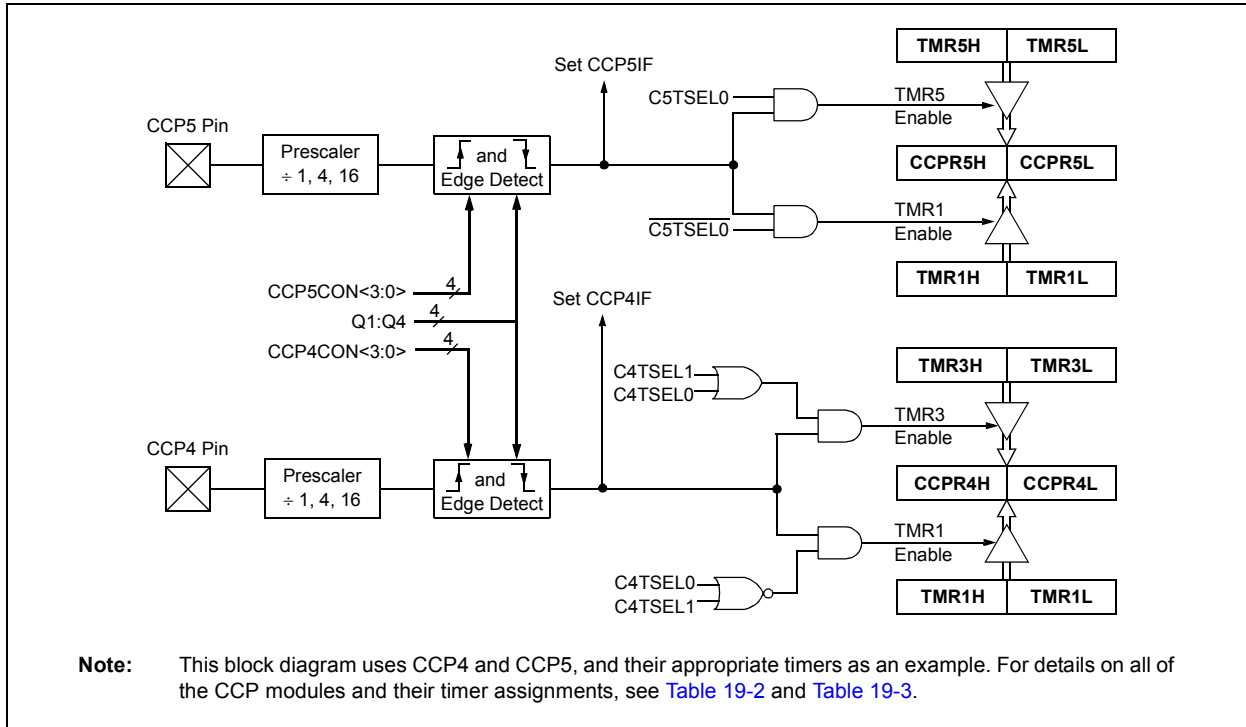 TMR5H TMR5L
Set CCP5IF
C5TSEL0
TMR5
Enable
CCP5 Pin
Prescaler
÷ 1, 4, 16
and
Edge Detect
CCPR5H CCPR5L
C5TSEL0
TMR1
Enable
TMR1H TMR1L
CCP5CON<3:0> 4
Q1:Q4 4
CCP4CON<3:0> 4
Set CCP4IF
C4TSEL1
C4TSEL0
TMR3H TMR3L
TMR3
Enable
CCP4 Pin
Prescaler
÷ 1, 4, 16
and
Edge Detect
CCPR4H CCPR4L
TMR1
Enable
C4TSEL0
C4TSEL1
TMR1H TMR1L
Note: This block diagram uses CCP4 and CCP5, and their appropriate timers as an example. For details on all of
the CCP modules and their timer assignments, see Table 19-2 and Table 19-3.